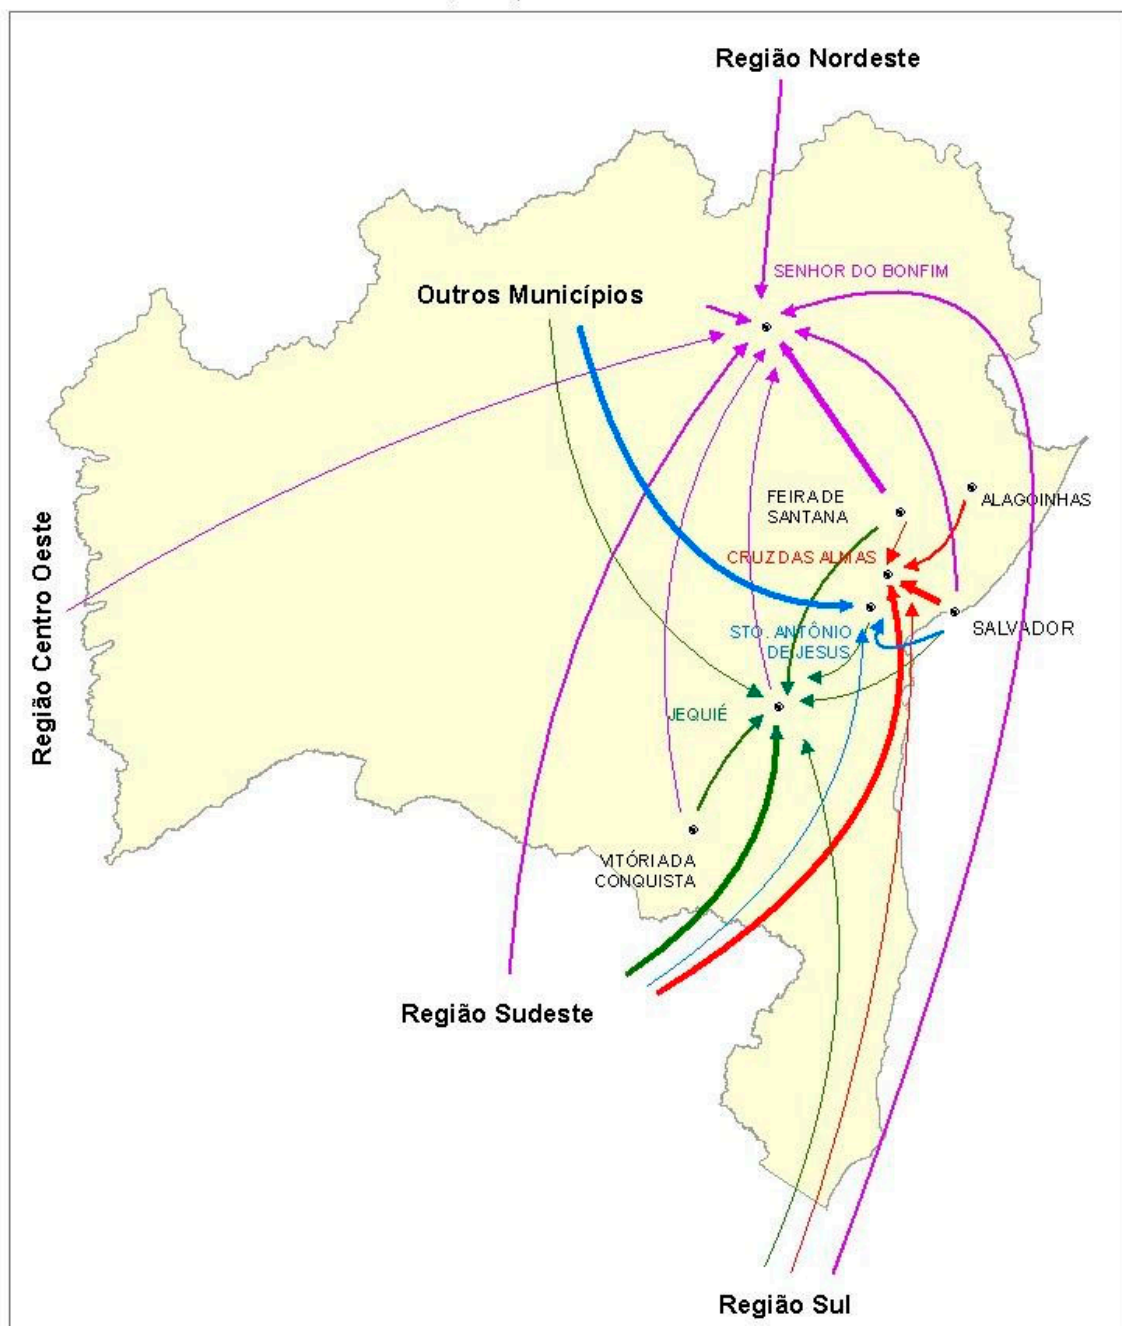 Região Nordeste
SENHOR DO BONFIM
Outros Municípios
FEIRA DE
SANTANA
ALAGOINHAS
CRUZ DAS ALMAS
Região Centro Oeste
STO. ANTÔNIO
DE JESUS
SALVADOR
JEQUIÉ
VITÓRIA DA
CONQUISTA
Região Sudeste
Região Sul